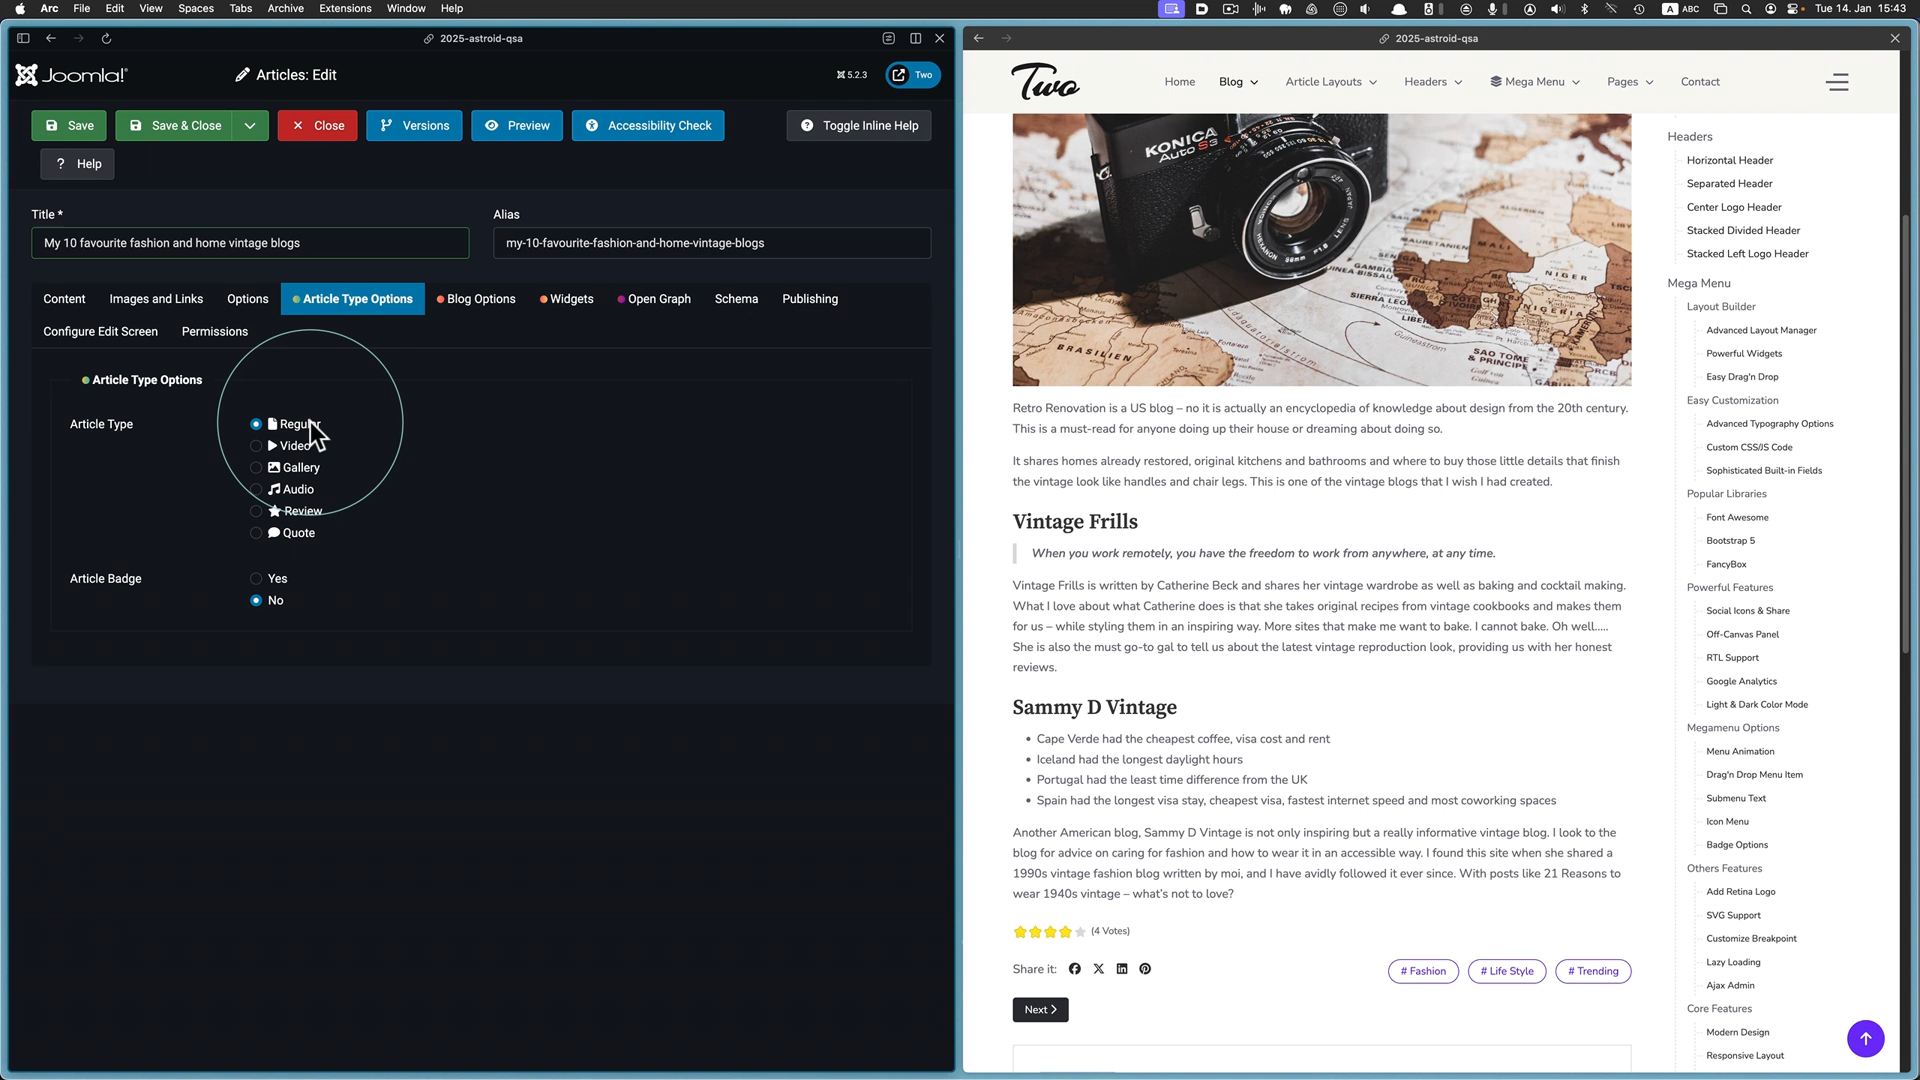 Arc File Edit View Spaces Tabs Archive Extensions Window Help
A ABC Tue 14. Jan 15:43
2025-astroid-qsa
Joomla!
Articles: Edit
5.2.3
Two
Save
Save & Close
Close
Versions
Preview
Accessibility Check
Toggle Inline Help
? Help
Title *
Alias
My 10 favourite fashion and home vintage blogs
my-10-favourite-fashion-and-home-vintage-blogs
Content
Images and Links
Options
Article Type Options
Blog Options
Widgets
Open Graph
Schema
Publishing
Configure Edit Screen
Permissions
Article Type Options
Article Type
Regular
Video
Gallery
Audio
Review
Quote
Article Badge
Yes
No
2025-astroid-qsa
Two
Home
Blog
Article Layouts
Headers
Mega Menu
Pages
Contact
KONICA
Auto S3
HEXANON
BRASILIEN
MAURITANIEN
MALI
NIGER
GAMBIA
GUINEA-BISSAU
SIERRA LEONE
LIBERIA
Guineastrom
SAO TOME
& PRINCIPE
Retro Renovation is a US blog – no it is actually an encyclopedia of knowledge about design from the 20th century.
This is a must-read for anyone doing up their house or dreaming about doing so.
It shares homes already restored, original kitchens and bathrooms and where to buy those little details that finish
the vintage look like handles and chair legs. This is one of the vintage blogs that I wish I had created.
Vintage Frills
When you work remotely, you have the freedom to work from anywhere, at any time.
Vintage Frills is written by Catherine Beck and shares her vintage wardrobe as well as baking and cocktail making.
What I love about what Catherine does is that she takes original recipes from vintage cookbooks and makes them
for us – while styling them in an inspiring way. More sites that make me want to bake. I cannot bake. Oh well.....
She is also the must go-to gal to tell us about the latest vintage reproduction look, providing us with her honest
reviews.
Sammy D Vintage
Cape Verde had the cheapest coffee, visa cost and rent
Iceland had the longest daylight hours
Portugal had the least time difference from the UK
Spain had the longest visa stay, cheapest visa, fastest internet speed and most coworking spaces
Another American blog, Sammy D Vintage is not only inspiring but a really informative vintage blog. I look to the
blog for advice on caring for fashion and how to wear it in an accessible way. I found this site when she shared a
1990s vintage fashion blog written by moi, and I have avidly followed it ever since. With posts like 21 Reasons to
wear 1940s vintage – what's not to love?
(4 Votes)
Share it:
# Fashion
# Life Style
# Trending
Next
Headers
Horizontal Header
Separated Header
Center Logo Header
Stacked Divided Header
Stacked Left Logo Header
Mega Menu
Layout Builder
Advanced Layout Manager
Powerful Widgets
Easy Drag'n Drop
Easy Customization
Advanced Typography Options
Custom CSS/JS Code
Sophisticated Built-in Fields
Popular Libraries
Font Awesome
Bootstrap 5
FancyBox
Powerful Features
Social Icons & Share
Off-Canvas Panel
RTL Support
Google Analytics
Light & Dark Color Mode
Megamenu Options
Menu Animation
Drag'n Drop Menu Item
Submenu Text
Icon Menu
Badge Options
Others Features
Add Retina Logo
SVG Support
Customize Breakpoint
Lazy Loading
Ajax Admin
Core Features
Modern Design
Responsive Layout